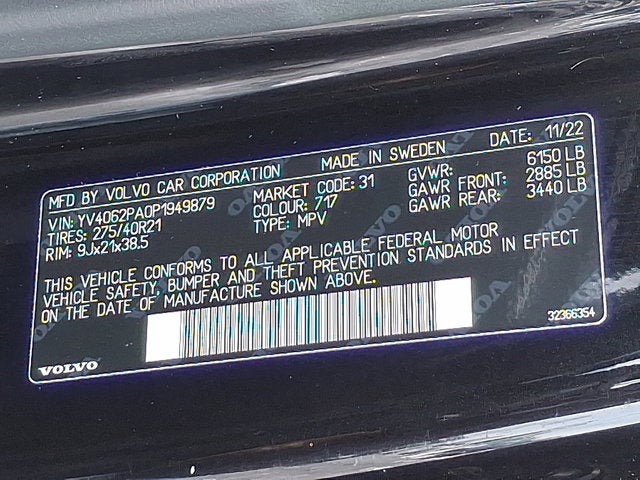 MFD BY VOLVO CAR CORPORATION MADE IN SWEDEN DATE: 11/22
VIN: YV4062PA0P1949879 MARKET CODE: 31 GVWR: 6150 LB
TIRES: 275/40R21 COLOUR: 717 GAWR FRONT: 2885 LB
RIM: 9Jx21x38.5 TYPE: MPV GAWR REAR: 3440 LB
THIS VEHICLE CONFORMS TO ALL APPLICABLE FEDERAL MOTOR
VEHICLE SAFETY, BUMPER AND THEFT PREVENTION STANDARDS IN EFFECT
ON THE DATE OF MANUFACTURE SHOWN ABOVE.
VOLVO 32366354